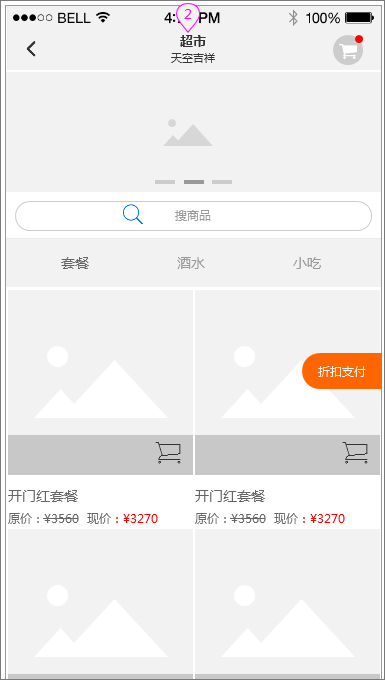 BELL 4: PM 100%
2
超市
天空吉祥
搜商品
套餐 酒水 小吃
折扣支付
开门红套餐 开门红套餐
原价：¥3560 现价：¥3270 原价：¥3560 现价：¥3270